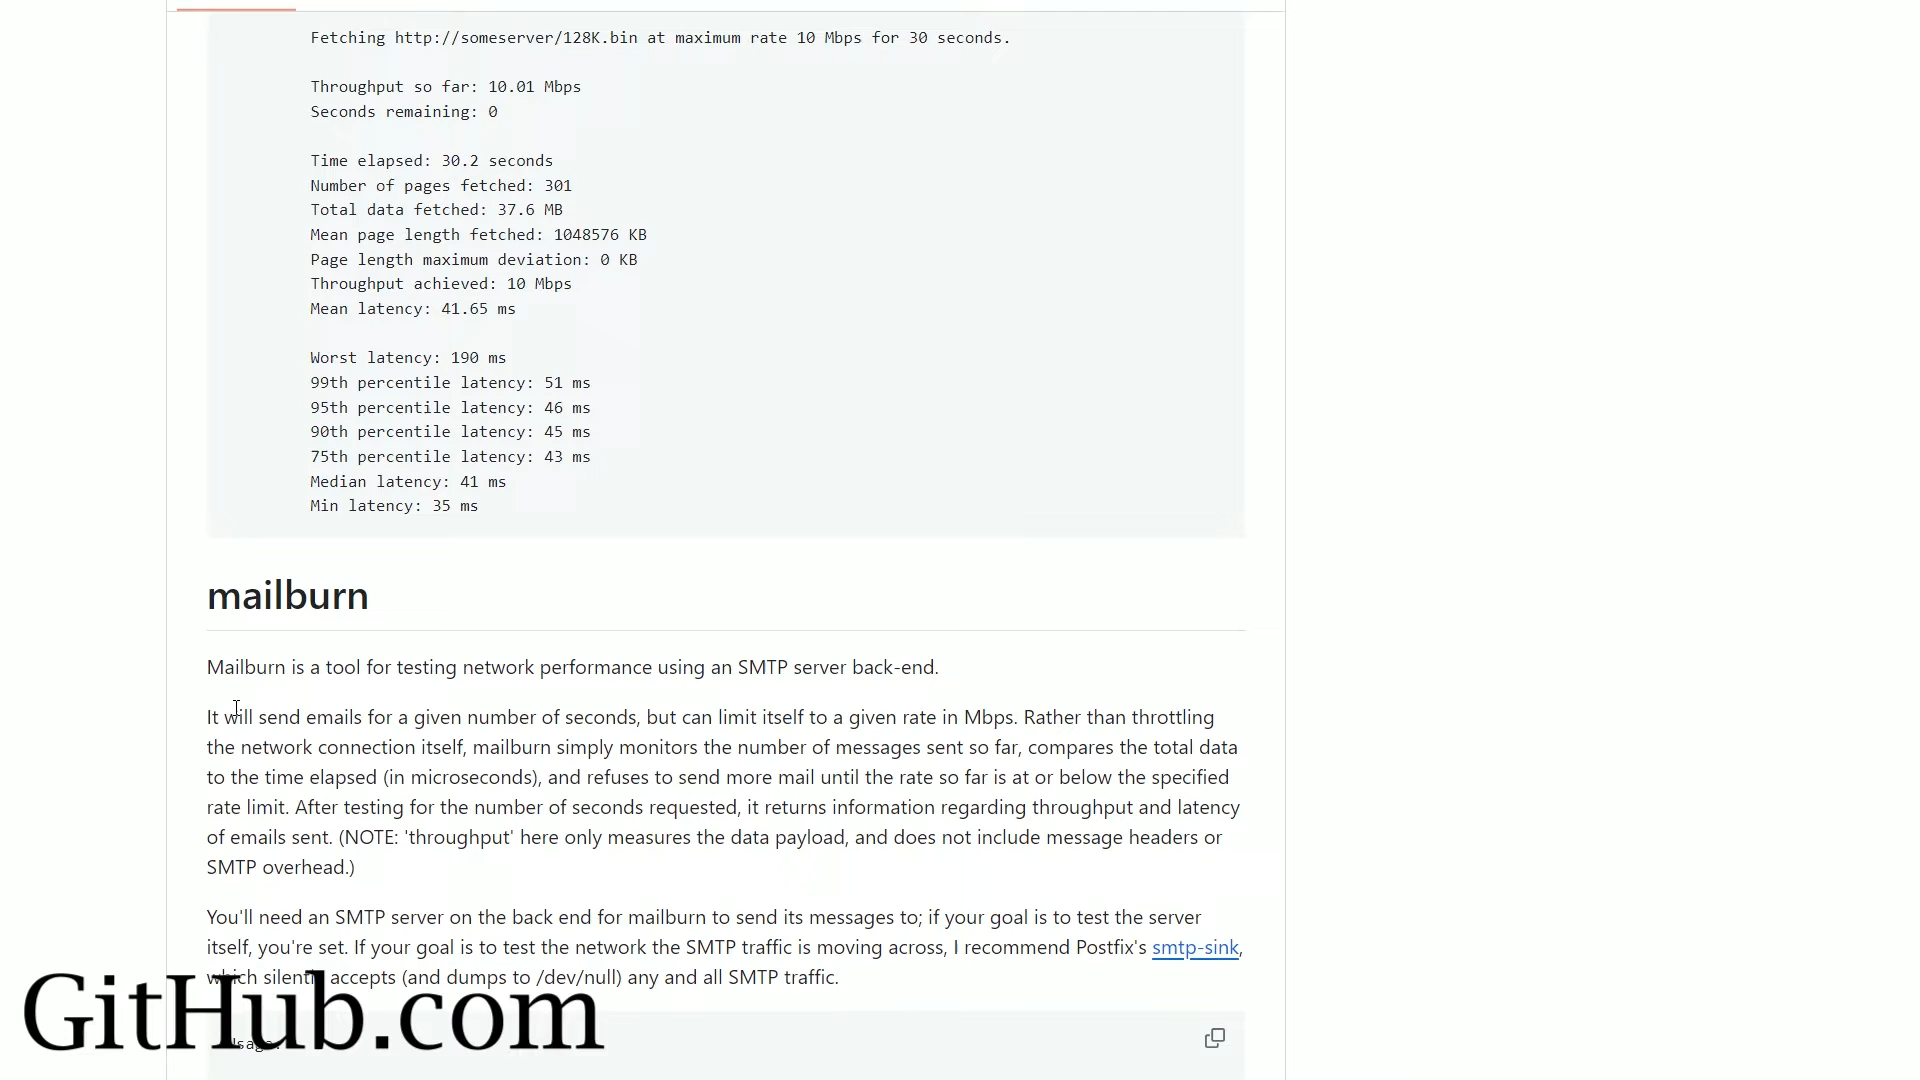 Fetching http://someserver/128K.bin at maximum rate 10 Mbps for 30 seconds.
Throughput so far: 10.01 Mbps
Seconds remaining: 0
Time elapsed: 30.2 seconds
Number of pages fetched: 301
Total data fetched: 37.6 MB
Mean page length fetched: 1048576 KB
Page length maximum deviation: 0 KB
Throughput achieved: 10 Mbps
Mean latency: 41.65 ms
Worst latency: 190 ms
99th percentile latency: 51 ms
95th percentile latency: 46 ms
90th percentile latency: 45 ms
75th percentile latency: 43 ms
Median latency: 41 ms
Min latency: 35 ms
mailburn
Mailburn is a tool for testing network performance using an SMTP server back-end.
It will send emails for a given number of seconds, but can limit itself to a given rate in Mbps. Rather than throttling
the network connection itself, mailburn simply monitors the number of messages sent so far, compares the total data
to the time elapsed (in microseconds), and refuses to send more mail until the rate so far is at or below the specified
rate limit. After testing for the number of seconds requested, it returns information regarding throughput and latency
of emails sent. (NOTE: 'throughput' here only measures the data payload, and does not include message headers or
SMTP overhead.)
You'll need an SMTP server on the back end for mailburn to send its messages to; if your goal is to test the server
itself, you're set. If your goal is to test the network the SMTP traffic is moving across, I recommend Postfix's smtp-sink,
which silently accepts (and dumps to /dev/null) any and all SMTP traffic.
Usage:
GitHub.com